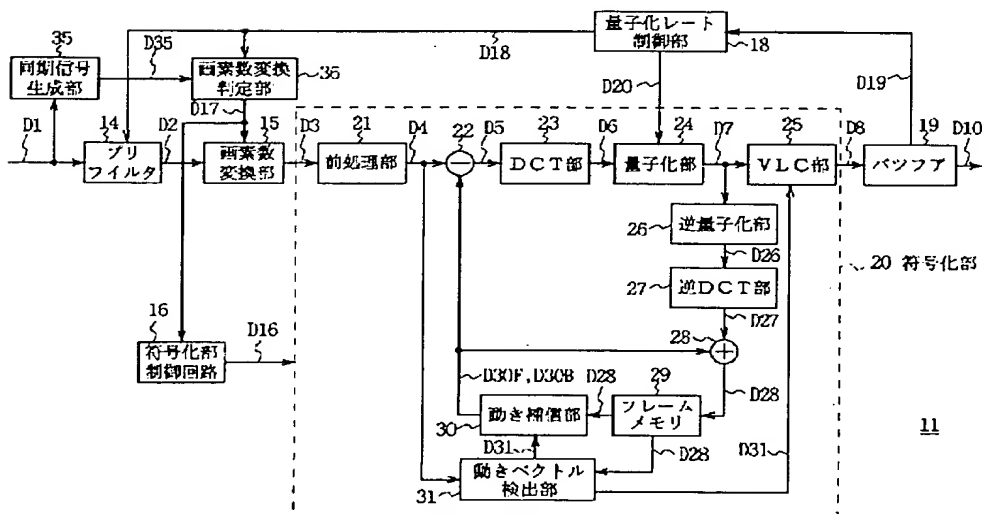 量子化レート
制御部
18
D18
35
D35
同期信号
生成部
画素数変換
判定部
36
D17
D20
D19
D1
14
プリ
フィルタ
D2
15
画素数
変換部
D3
21
前処理部
D4
22
D5
23
DCT部
D6
24
量子化部
D7
25
VLC部
D8
19
バツフア
D10
26
逆量子化部
D26
20 符号化部
27
逆DCT部
D27
28
16
符号化部
制御回路
D16
D30F, D30B
D28
29
フレーム
メモリ
D28
30
動き補償部
D31
D28
D31
11
31
動きベクトル
検出部